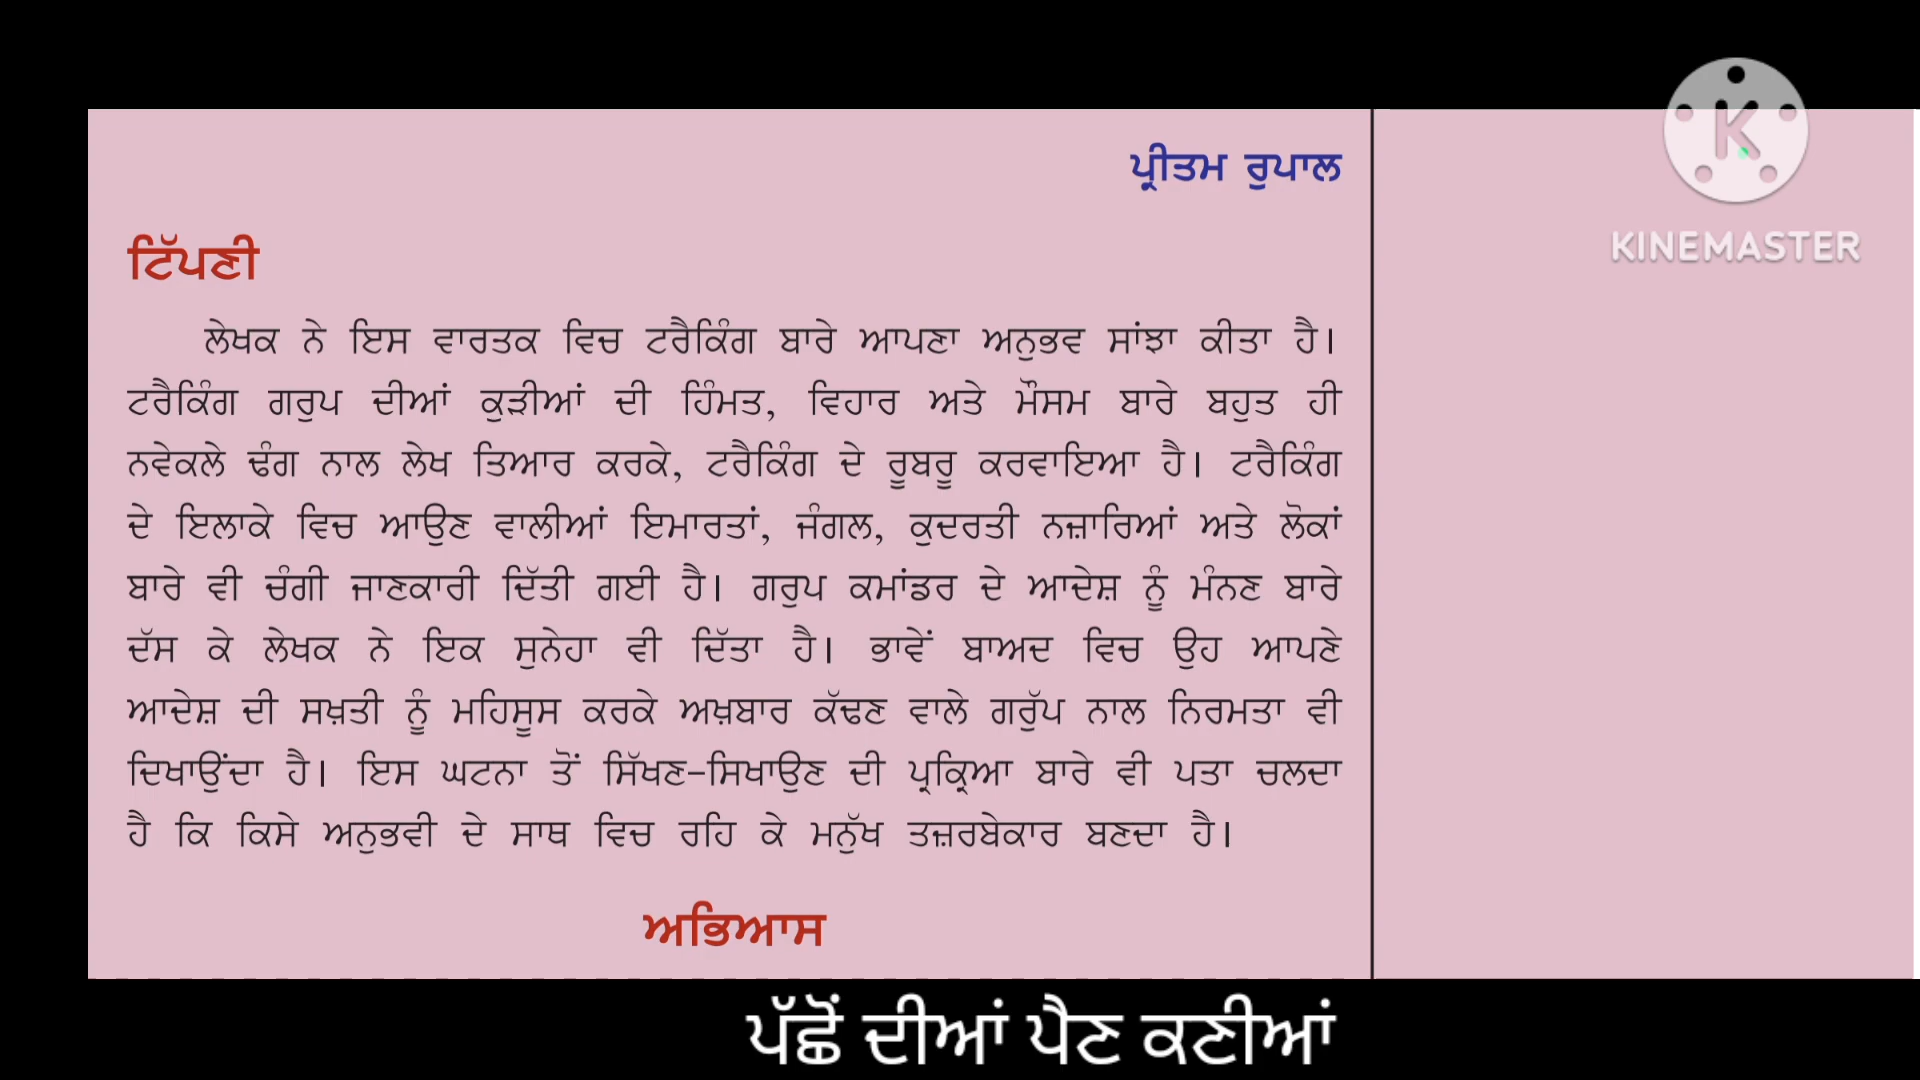 ਪ੍ਰੀਤਮ ਰੁਪਾਲ
KINEMASTER
ਟਿੱਪਣੀ
ਲੇਖਕ ਨੇ ਇਸ ਵਾਰਤਕ ਵਿਚ ਟਰੈਕਿੰਗ ਬਾਰੇ ਆਪਣਾ ਅਨੁਭਵ ਸਾਂਝਾ ਕੀਤਾ ਹੈ।
ਟਰੈਕਿੰਗ ਗਰੁਪ ਦੀਆਂ ਕੁੜੀਆਂ ਦੀ ਹਿੰਮਤ, ਵਿਹਾਰ ਅਤੇ ਮੌਸਮ ਬਾਰੇ ਬਹੁਤ ਹੀ
ਨਵੇਕਲੇ ਢੰਗ ਨਾਲ ਲੇਖ ਤਿਆਰ ਕਰਕੇ, ਟਰੈਕਿੰਗ ਦੇ ਰੂਬਰੂ ਕਰਵਾਇਆ ਹੈ। ਟਰੈਕਿੰਗ
ਦੇ ਇਲਾਕੇ ਵਿਚ ਆਉਣ ਵਾਲੀਆਂ ਇਮਾਰਤਾਂ, ਜੰਗਲ, ਕੁਦਰਤੀ ਨਜ਼ਾਰਿਆਂ ਅਤੇ ਲੋਕਾਂ
ਬਾਰੇ ਵੀ ਚੰਗੀ ਜਾਣਕਾਰੀ ਦਿੱਤੀ ਗਈ ਹੈ। ਗਰੁਪ ਕਮਾਂਡਰ ਦੇ ਆਦੇਸ਼ ਨੂੰ ਮੰਨਣ ਬਾਰੇ
ਦੱਸ ਕੇ ਲੇਖਕ ਨੇ ਇਕ ਸੁਨੇਹਾ ਵੀ ਦਿੱਤਾ ਹੈ। ਭਾਵੇਂ ਬਾਅਦ ਵਿਚ ਉਹ ਆਪਣੇ
ਆਦੇਸ਼ ਦੀ ਸਖ਼ਤੀ ਨੂੰ ਮਹਿਸੂਸ ਕਰਕੇ ਅਖ਼ਬਾਰ ਕੱਢਣ ਵਾਲੇ ਗਰੁੱਪ ਨਾਲ ਨਿਰਮਤਾ ਵੀ
ਦਿਖਾਉਂਦਾ ਹੈ। ਇਸ ਘਟਨਾ ਤੋਂ ਸਿੱਖਣ-ਸਿਖਾਉਣ ਦੀ ਪ੍ਰਕ੍ਰਿਆ ਬਾਰੇ ਵੀ ਪਤਾ ਚਲਦਾ
ਹੈ ਕਿ ਕਿਸੇ ਅਨੁਭਵੀ ਦੇ ਸਾਥ ਵਿਚ ਰਹਿ ਕੇ ਮਨੁੱਖ ਤਜ਼ਰਬੇਕਾਰ ਬਣਦਾ ਹੈ।
ਅਭਿਆਸ
ਪੱਛੋਂ ਦੀਆਂ ਪੈਣ ਕਣੀਆਂ